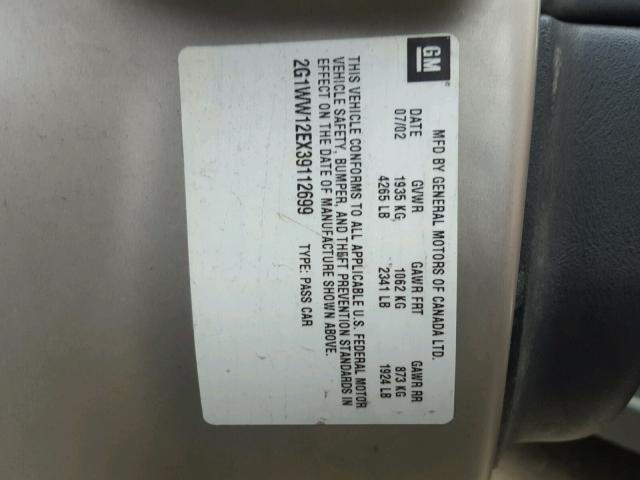 GM
MFD BY GENERAL MOTORS OF CANADA LTD.
DATE GVWR GAWR FRT GAWR RR
07/02 1935 KG, 1062 KG 873 KG
4265 LB 2341 LB 1924 LB
THIS VEHICLE CONFORMS TO ALL APPLICABLE U.S. FEDERAL MOTOR
VEHICLE SAFETY, BUMPER, AND THEFT PREVENTION STANDARDS IN
EFFECT ON THE DATE OF MANUFACTURE SHOWN ABOVE.
2G1WW12EX39112699 TYPE: PASS CAR